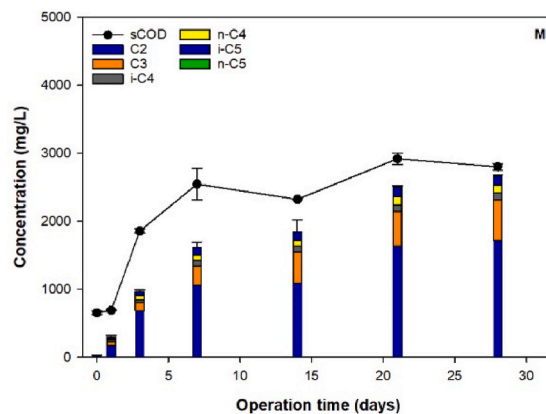 5000
4000
3000
2000
1000
0
Concentration (mg/L)
sCOD
C2
C3
i-C4
n-C4
i-C5
n-C5
M
0 5 10 15 20 25 30
Operation time (days)